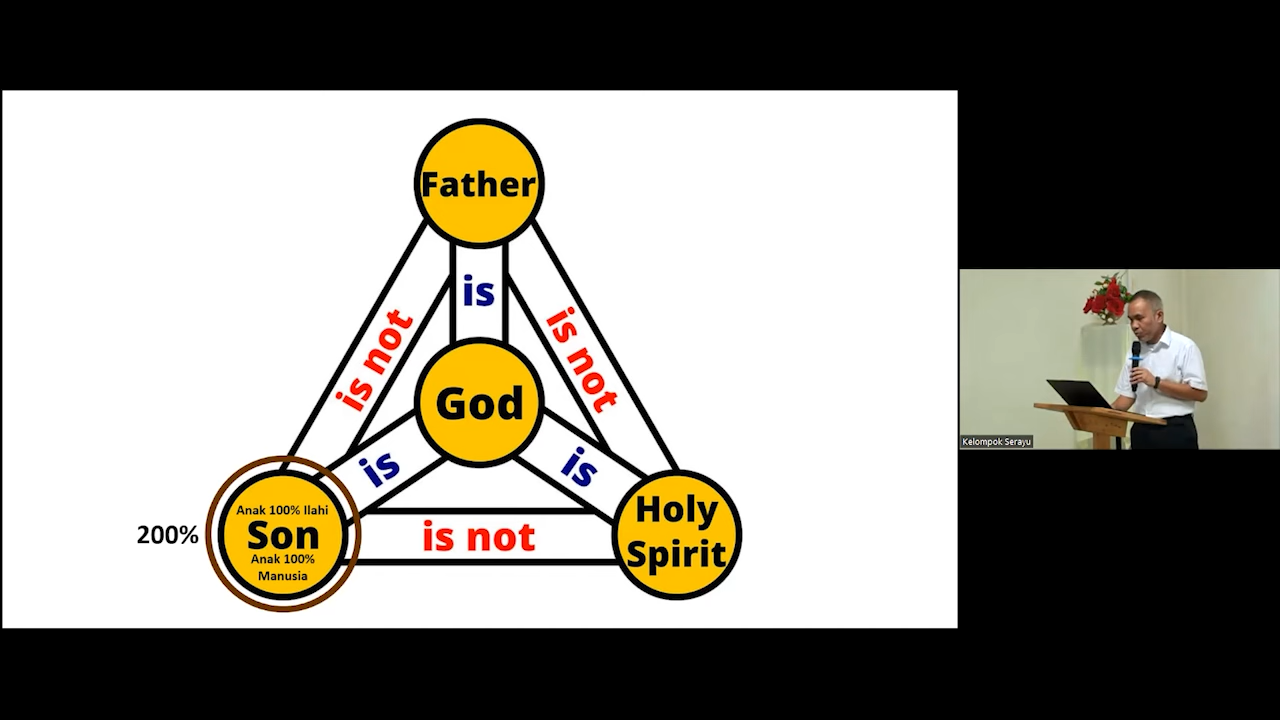 Father
is
is not
is not
God
is
is
Anak 100% Ilahi
Son
Anak 100%
Manusia
200%
is not
Holy
Spirit
Kelompok Serayu